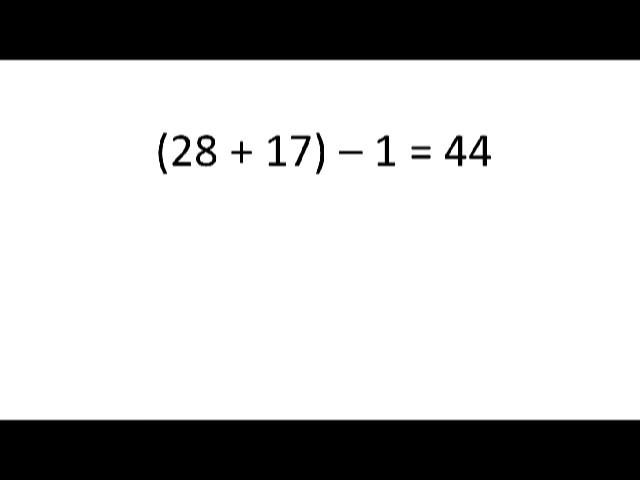 (28 + 17) – 1 = 44